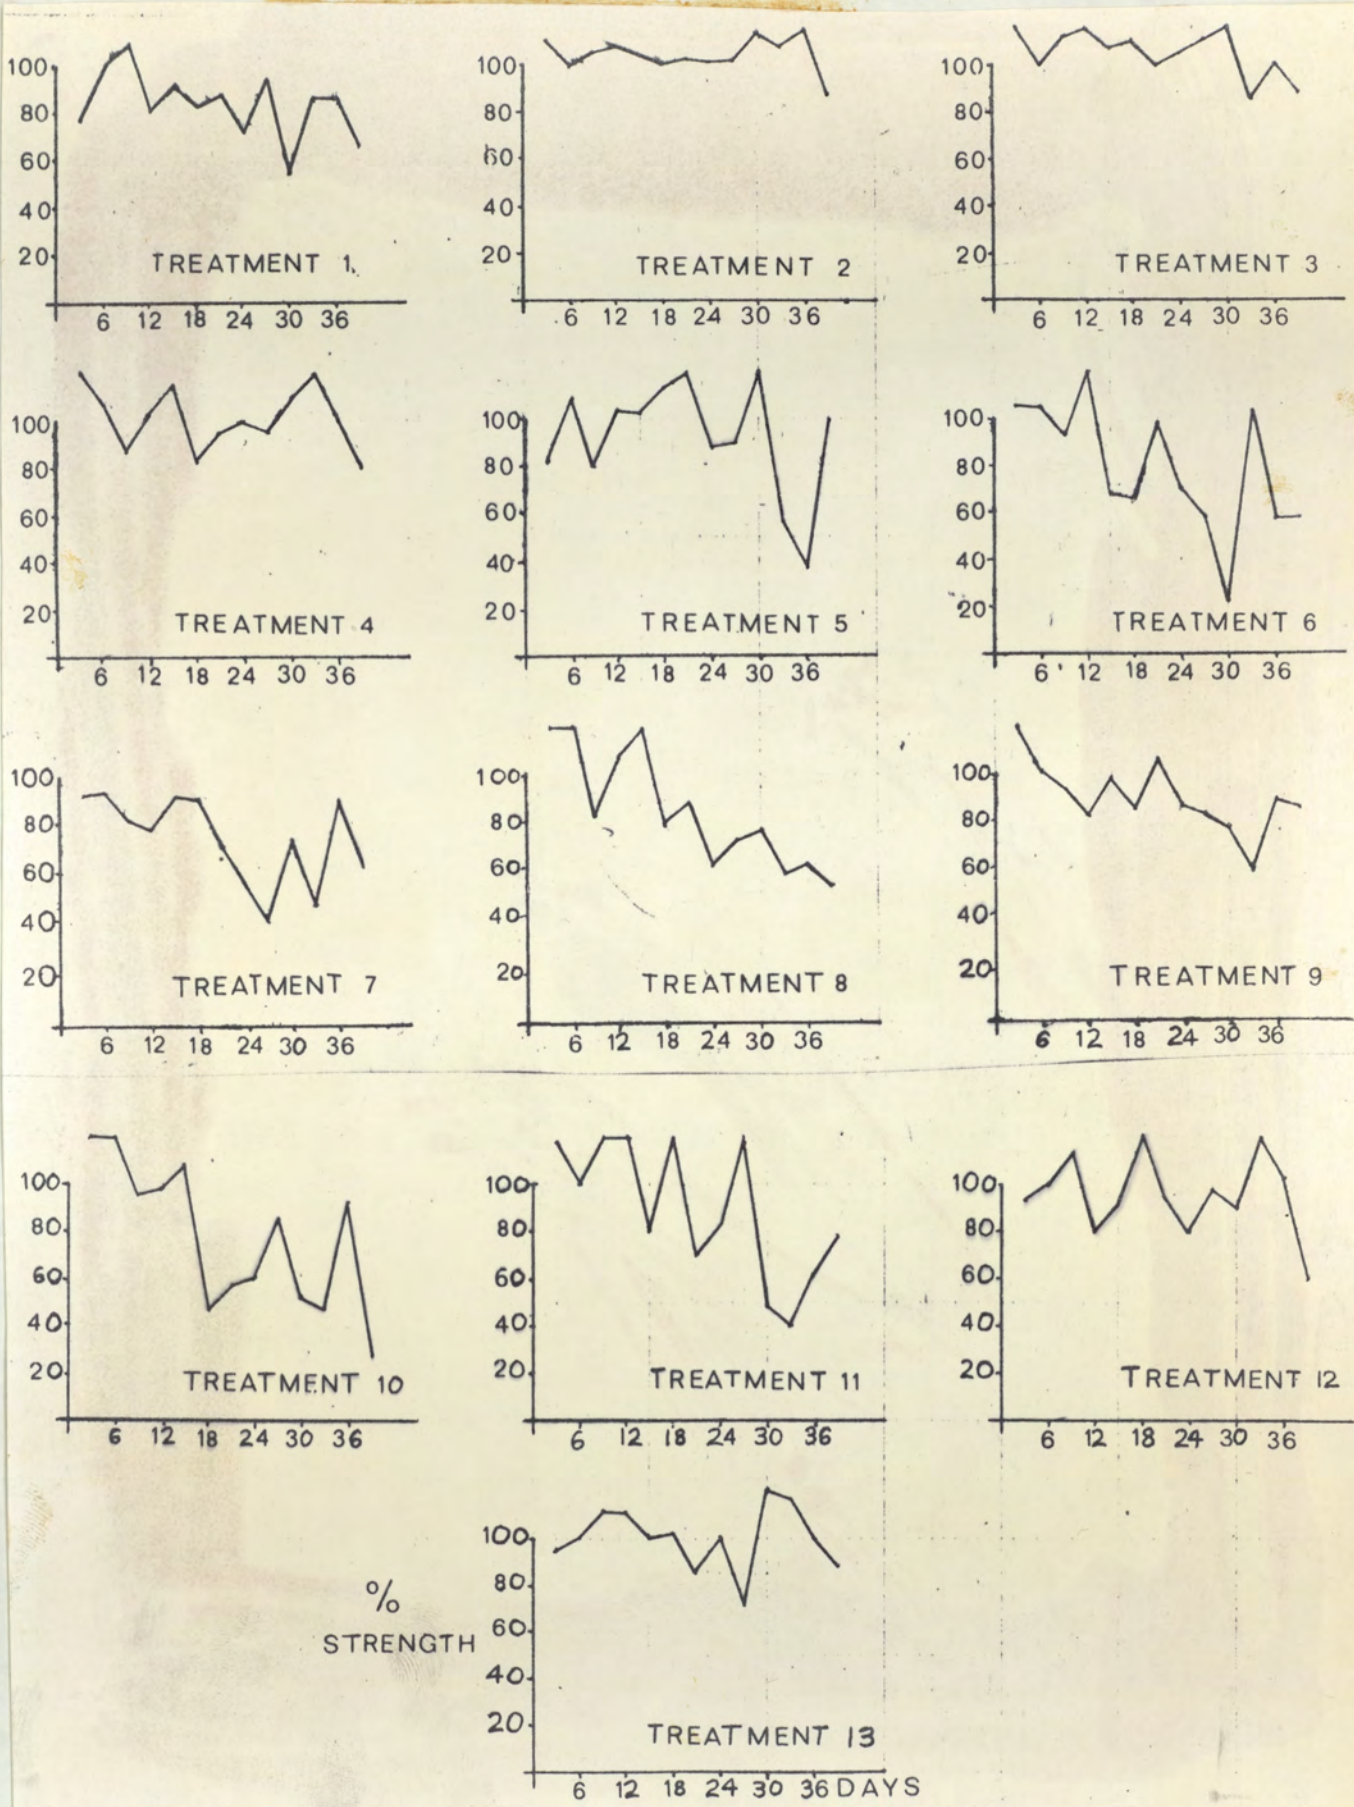 100
80
60
40
20
TREATMENT 1.
6 12 18 24 30 36
100
80
60
40
20
TREATMENT 2
6 12 18 24 30 36
100
80
60
40
20
TREATMENT 3
6 12 18 24 30 36
100
80
60
40
20
TREATMENT 4
6 12 18 24 30 36
100
80
60
40
20
TREATMENT 5
6 12 18 24 30 36
100
80
60
40
20
TREATMENT 6
6 12 18 24 30 36
100
80
60
40
20
TREATMENT 7
6 12 18 24 30 36
100
80
60
40
20
TREATMENT 8
6 12 18 24 30 36
100
80
60
40
20
TREATMENT 9
6 12 18 24 30 36
100
80
60
40
20
TREATMENT 10
6 12 18 24 30 36
100
80
60
40
20
TREATMENT 11
6 12 18 24 30 36
100
80
60
40
20
TREATMENT 12
6 12 18 24 30 36
%
STRENGTH
100
80
60
40
20
TREATMENT 13
6 12 18 24 30 36 DAYS